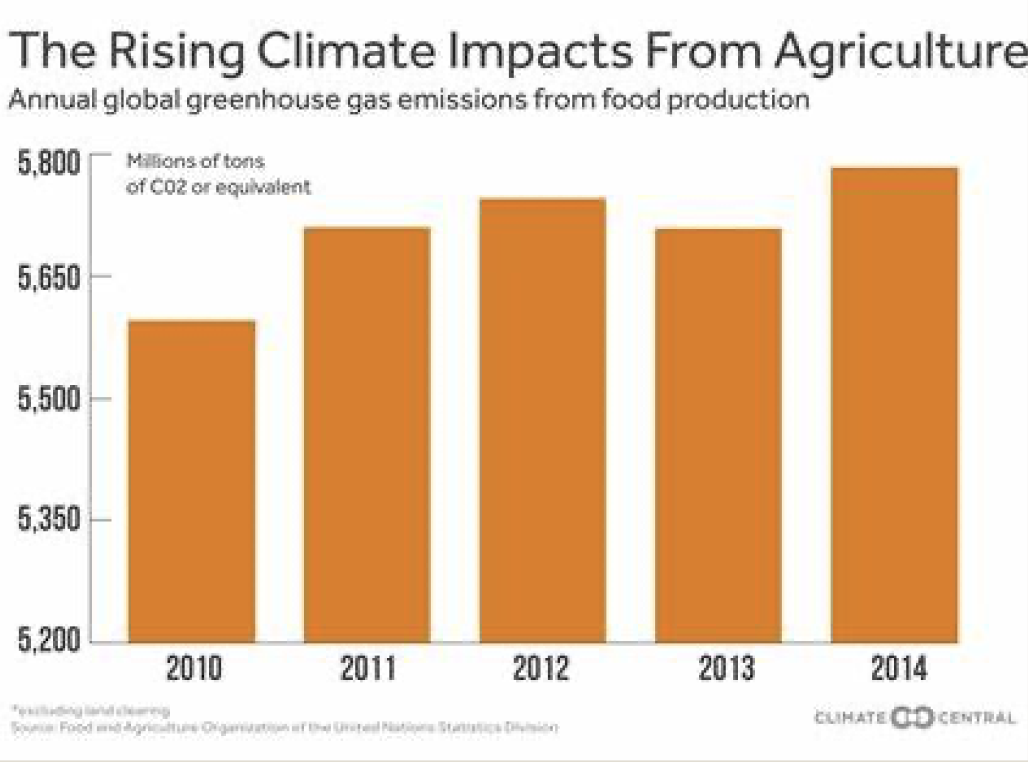 The Rising Climate Impacts From Agriculture
Annual global greenhouse gas emissions from food production
5,800
Millions of tons
of C02 or equivalent
5,650
5,500
5,350
5,200
2010 2011 2012 2013 2014
*excluding land clearing
Source: Food and Agriculture Organization of the United Nations Statistics Division
CLIMATE CENTRAL